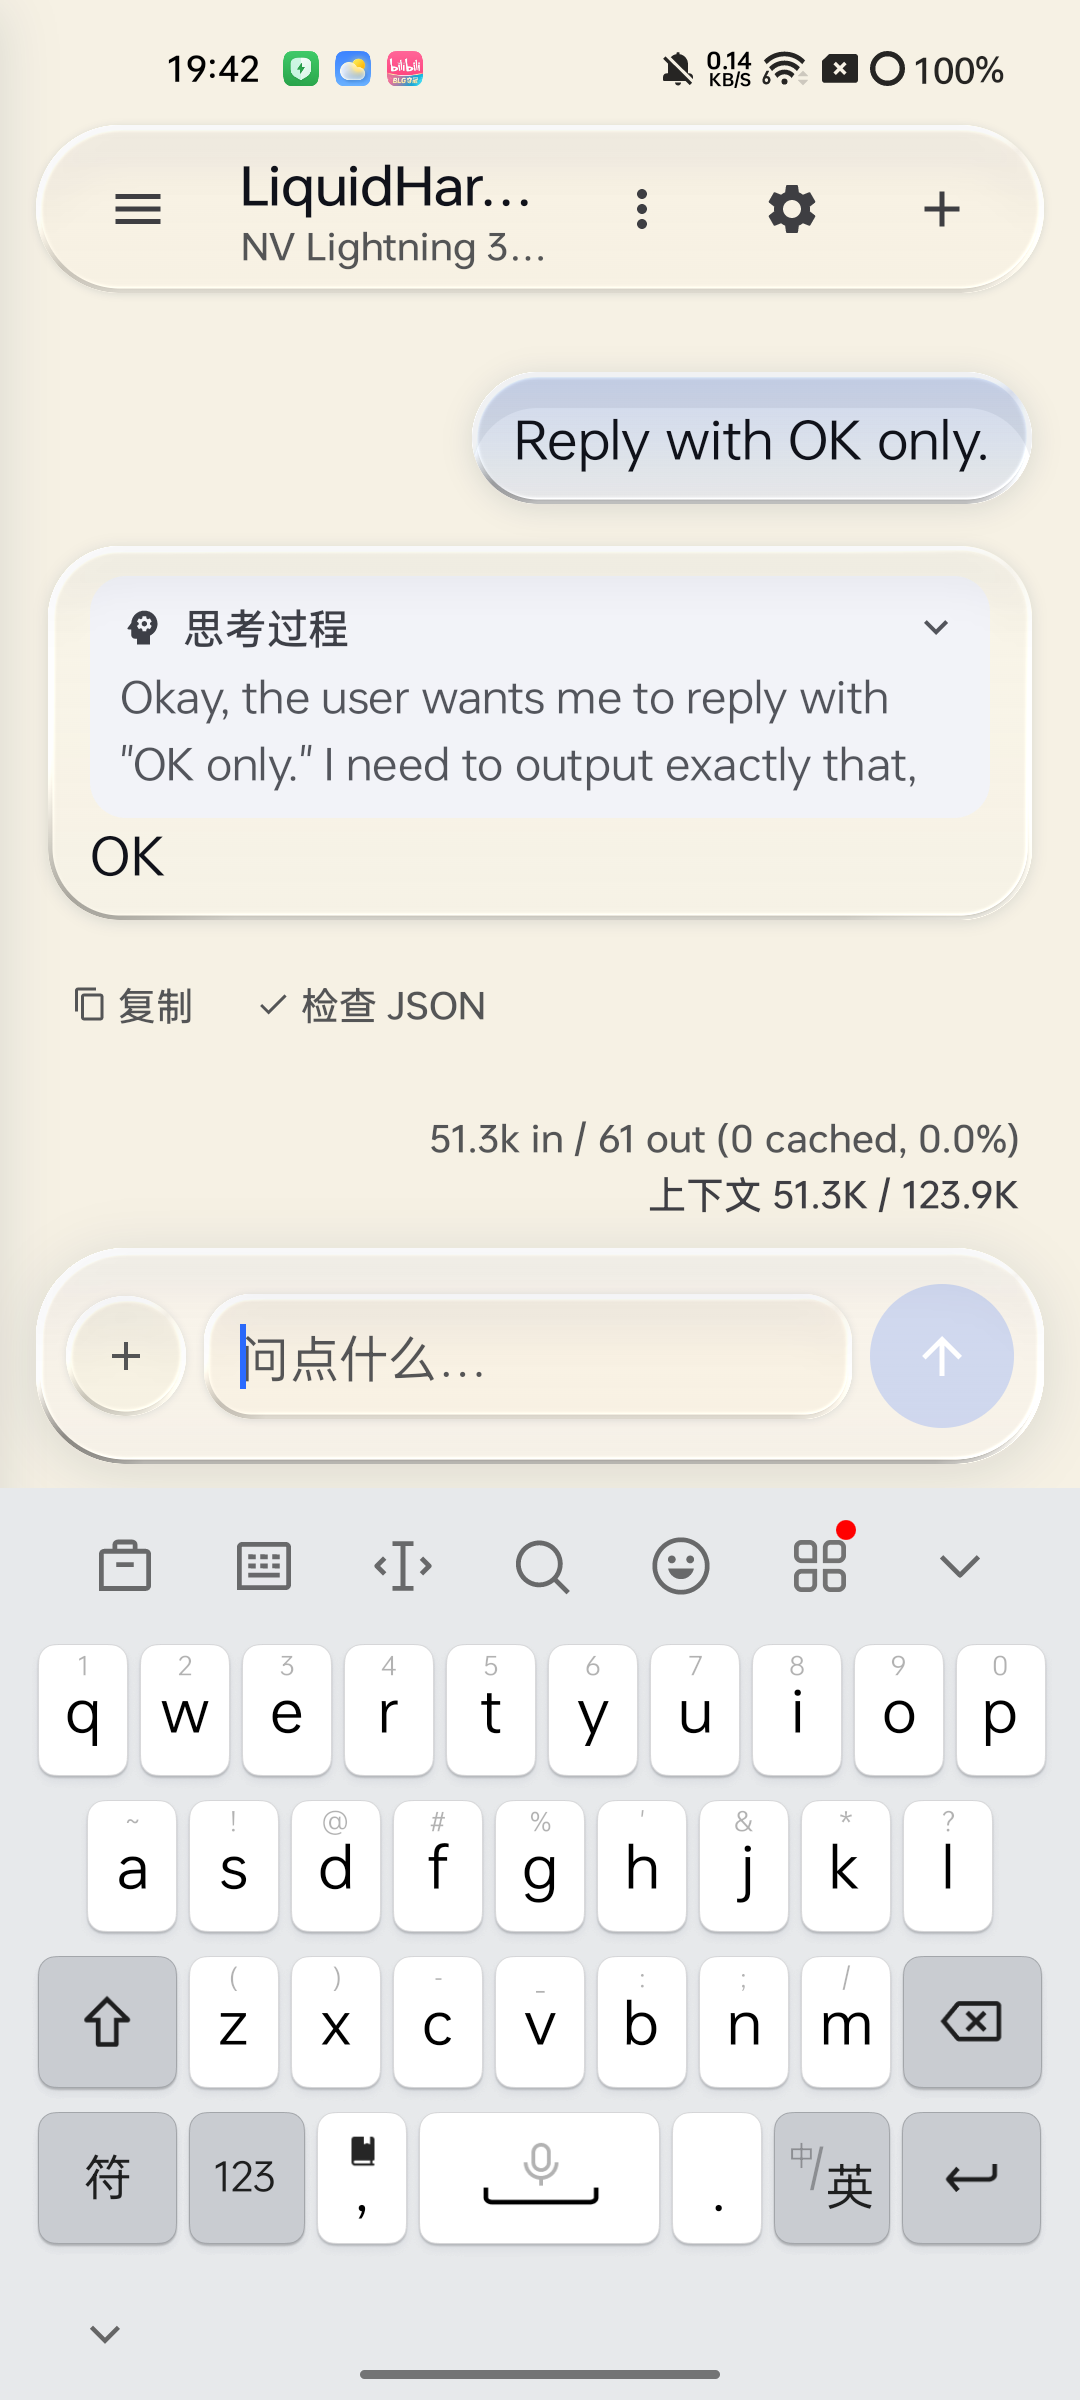 19:42
0.14
KB/S
6
100%
LiquidHar...
NV Lightning 3...
Reply with OK only.
思考过程
Okay, the user wants me to reply with
"OK only." I need to output exactly that,
OK
复制
检查 JSON
51.3k in / 61 out (0 cached, 0.0%)
上下文 51.3K / 123.9K
问点什么...
1 2 3 4 5 6 7 8 9 0
q w e r t y u i o p
~ ! @ # % ' & * ?
a s d f g h j k l
( ) - _ : ; /
z x c v b n m
符 123 , . 中/英